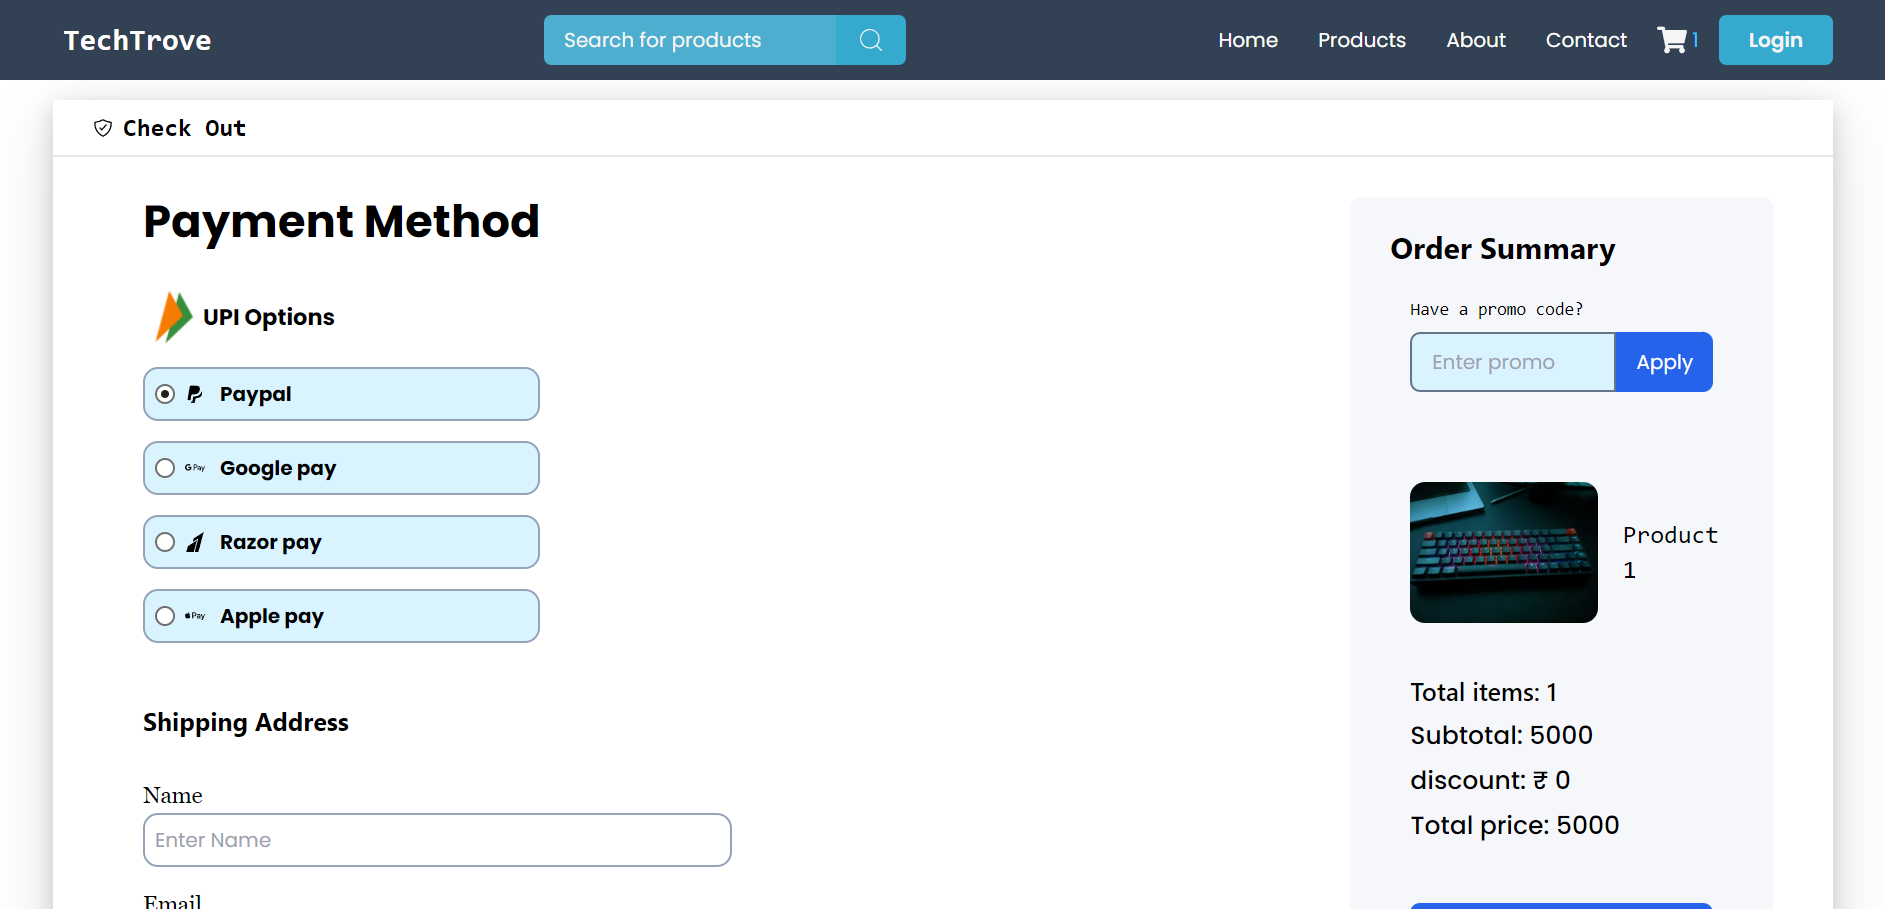 TechTrove
Search for products
Home
Products
About
Contact
1
Login
Check Out
Payment Method
UPI Options
Paypal
G Pay
Google pay
Razor pay
Pay
Apple pay
Shipping Address
Name
Enter Name
Email
Order Summary
Have a promo code?
Enter promo
Apply
Product
1
Total items: 1
Subtotal: 5000
discount: ₹ 0
Total price: 5000